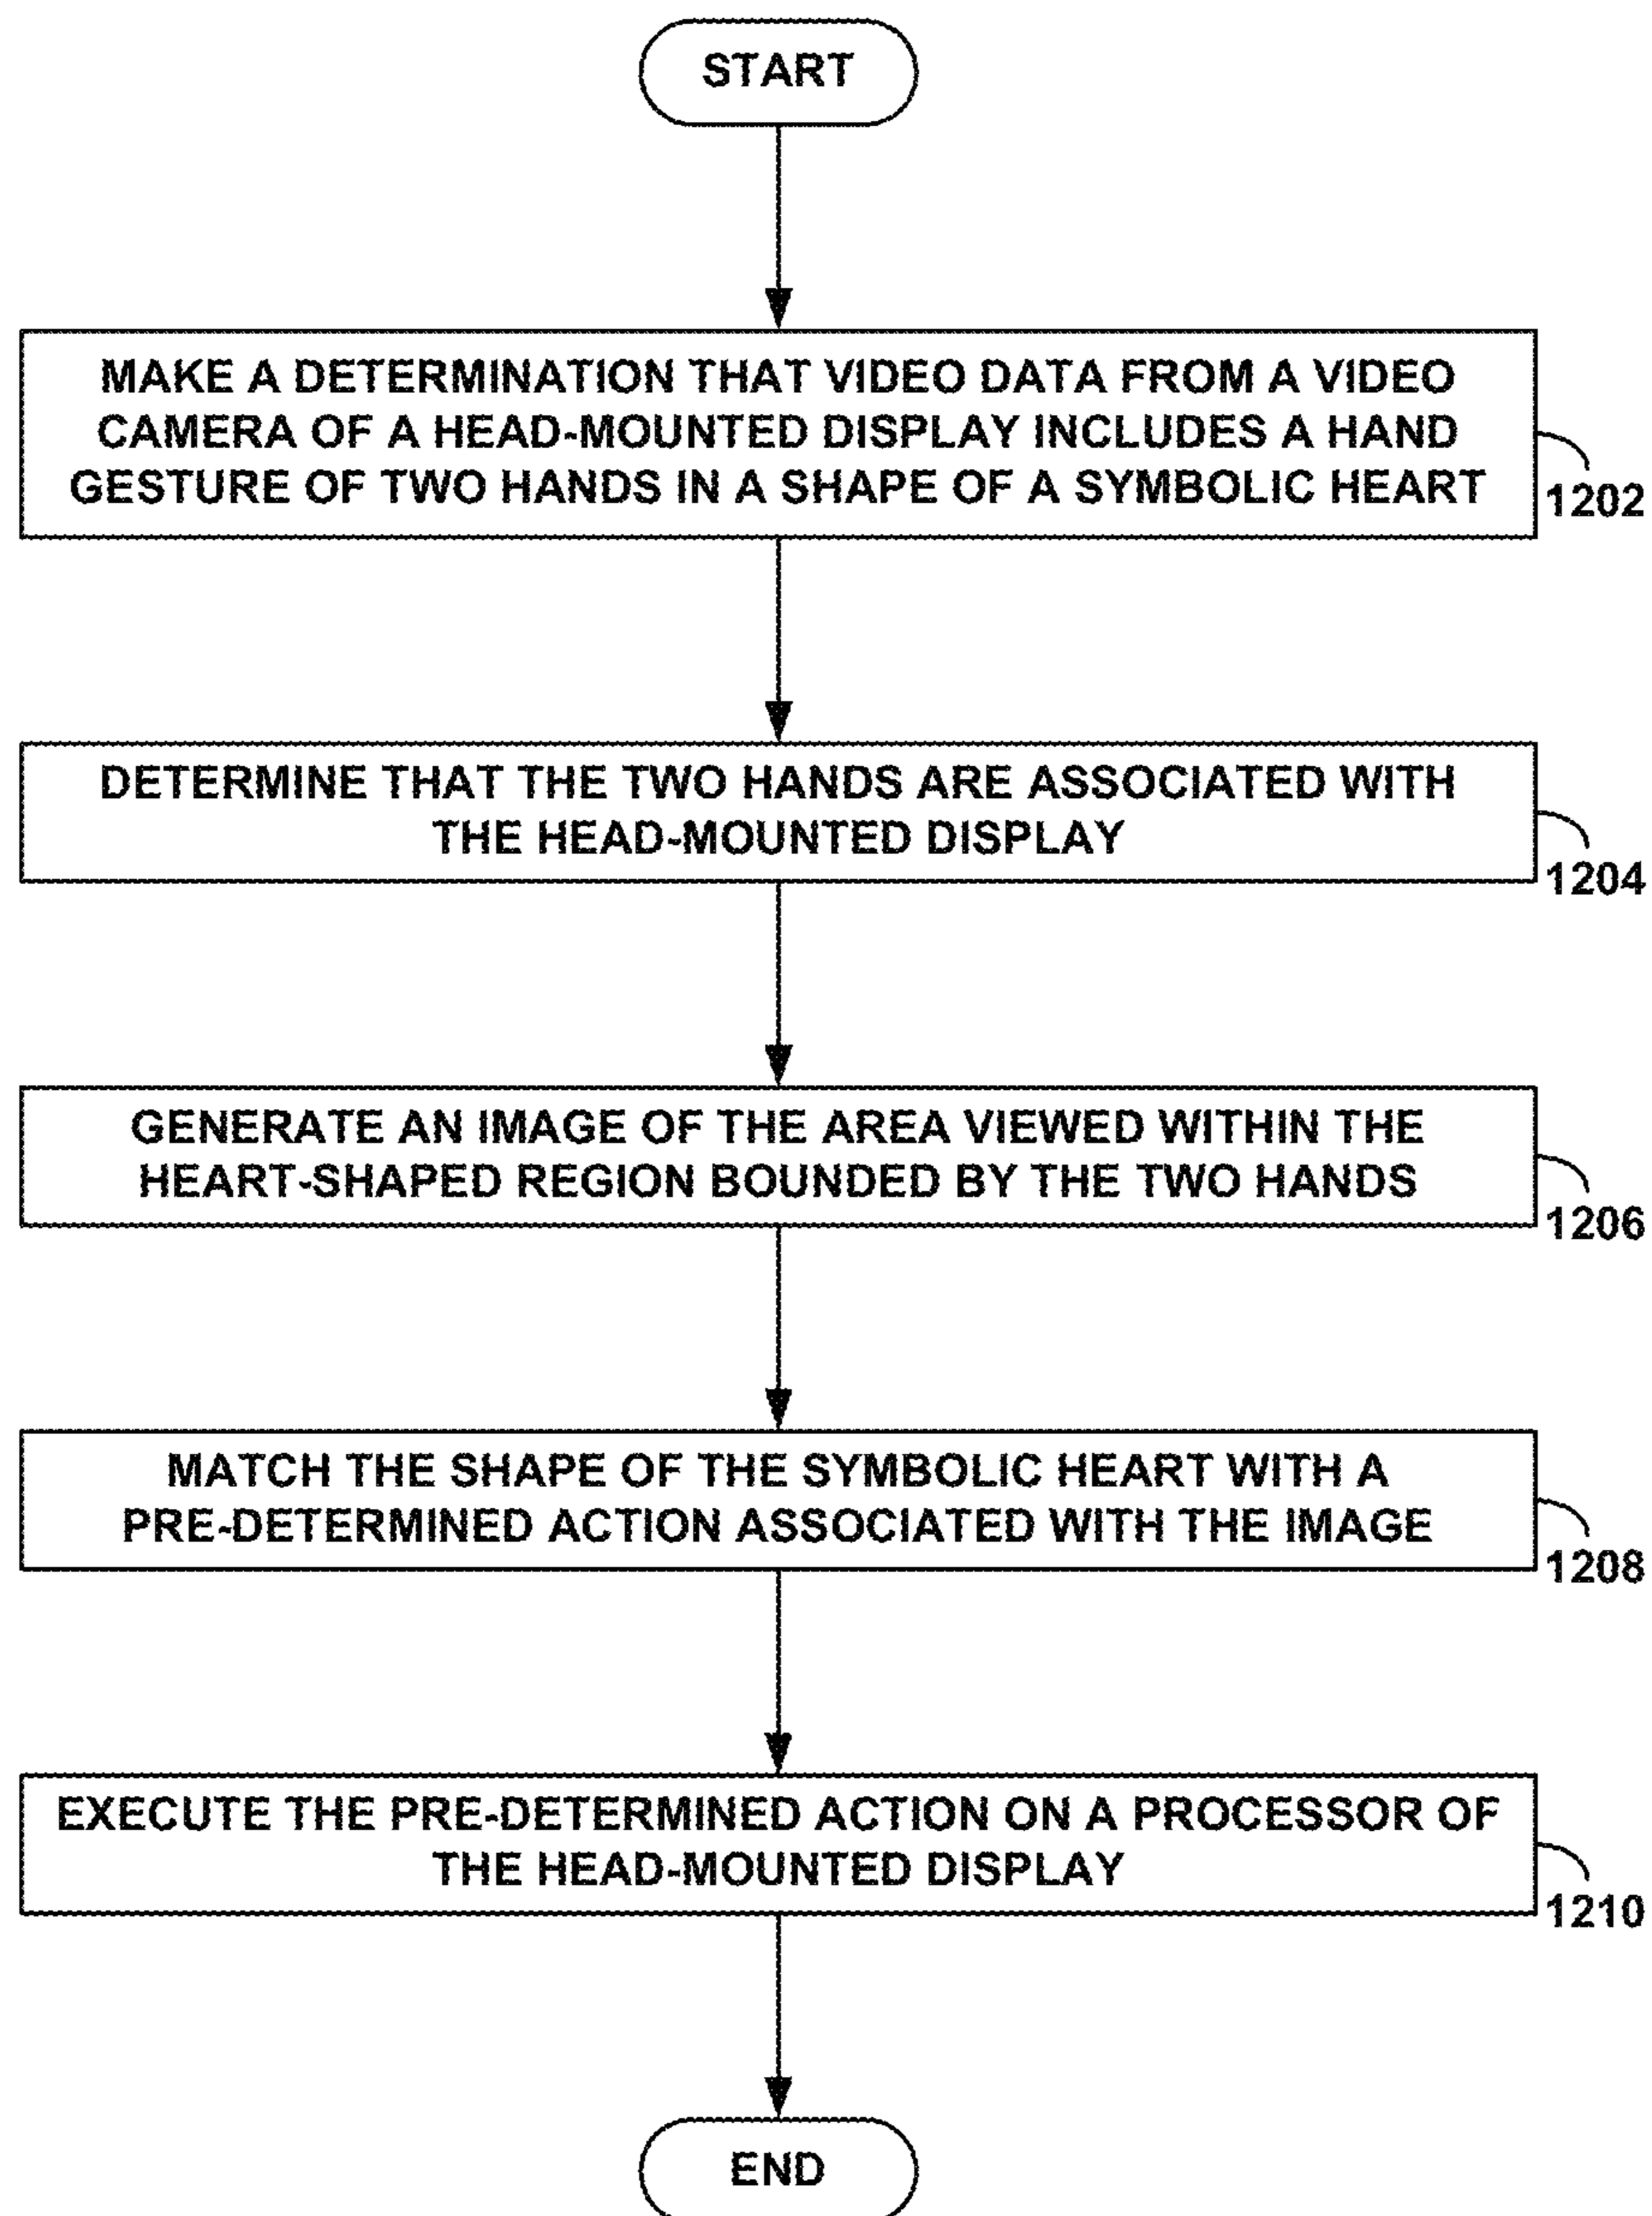 START
MAKE A DETERMINATION THAT VIDEO DATA FROM A VIDEO
CAMERA OF A HEAD-MOUNTED DISPLAY INCLUDES A HAND
GESTURE OF TWO HANDS IN A SHAPE OF A SYMBOLIC HEART
1202
DETERMINE THAT THE TWO HANDS ARE ASSOCIATED WITH
THE HEAD-MOUNTED DISPLAY
1204
GENERATE AN IMAGE OF THE AREA VIEWED WITHIN THE
HEART-SHAPED REGION BOUNDED BY THE TWO HANDS
1206
MATCH THE SHAPE OF THE SYMBOLIC HEART WITH A
PRE-DETERMINED ACTION ASSOCIATED WITH THE IMAGE
1208
EXECUTE THE PRE-DETERMINED ACTION ON A PROCESSOR OF
THE HEAD-MOUNTED DISPLAY
1210
END